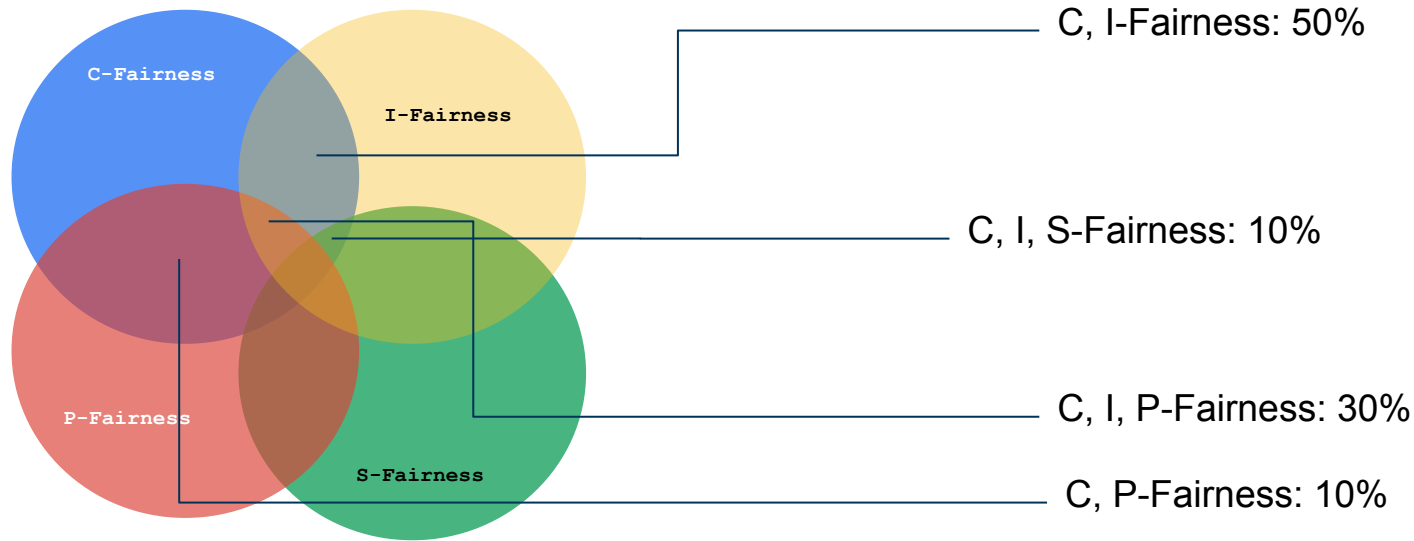 C, I-Fairness: 50%
C-Fairness
I-Fairness
C, I, S-Fairness: 10%
C, I, P-Fairness: 30%
P-Fairness
S-Fairness
C, P-Fairness: 10%